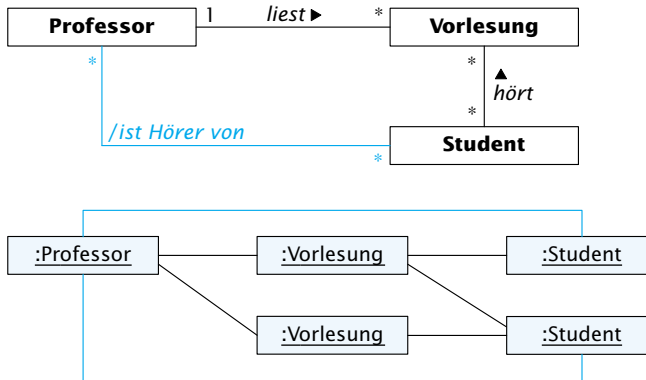 Professor 1 liest ▶ * Vorlesung
* *
▲
hört
/ist Hörer von *
* Student
:Professor :Vorlesung :Student
:Vorlesung :Student